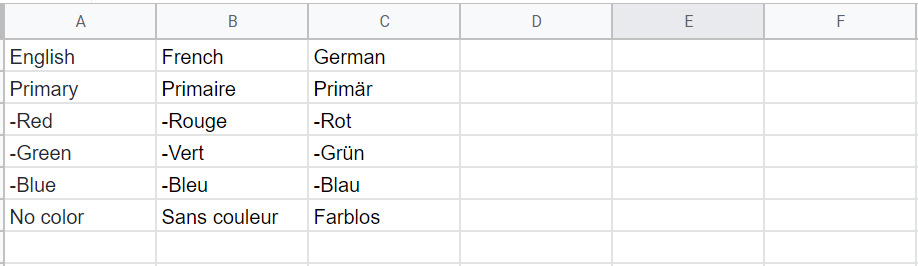 A B C D E F
English French German
Primary Primaire Primär
-Red -Rouge -Rot
-Green -Vert -Grün
-Blue -Bleu -Blau
No color Sans couleur Farblos